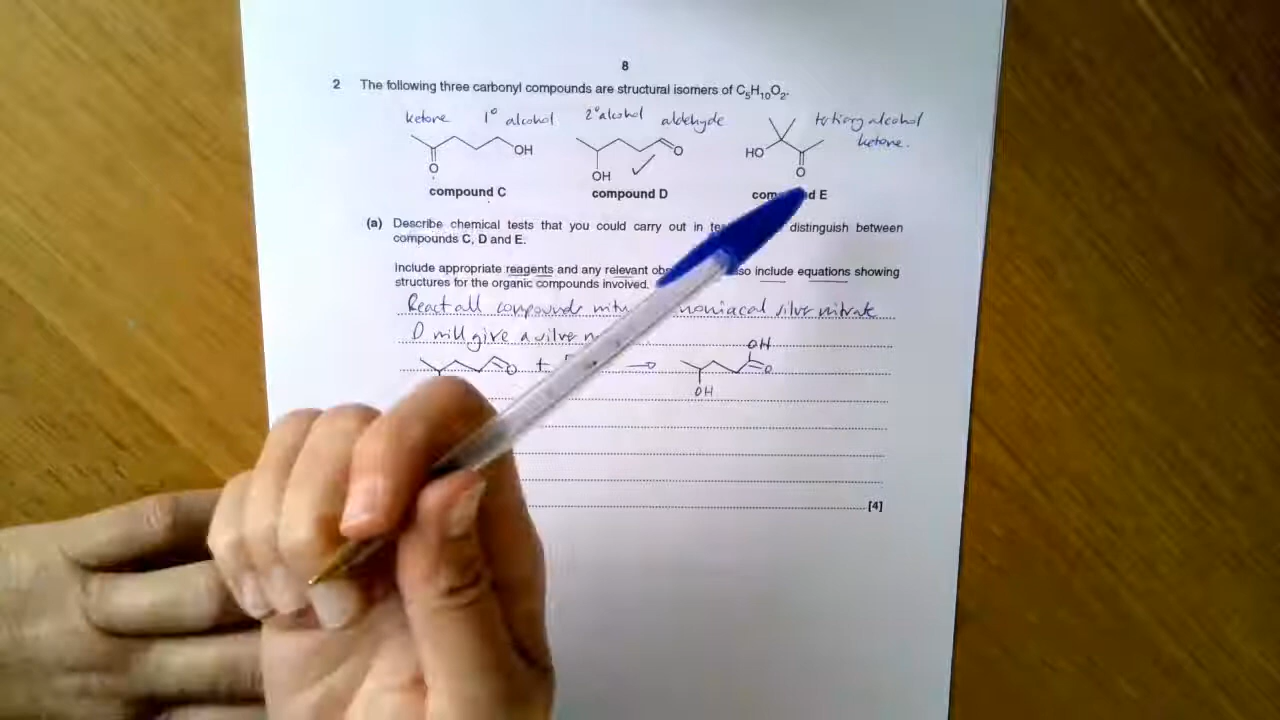 8
2 The following three carbonyl compounds are structural isomers of C₅H₁₀O₂.
ketone 1° alcohol 2° alcohol aldehyde tertiary alcohol
ketone.
HO OH O
O OH O
compound C compound D E
(a) Describe chemical tests that you could carry out in distinguish between
compounds C, D and E.
Include appropriate reagents and any relevant include equations showing
structures for the organic compounds involved.
React all compounds silver nitrate
D will give a silver
OH
O + → O
OH
[4]